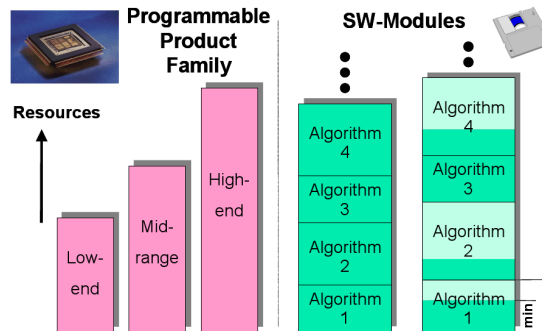 Programmable
Product
Family
Resources
Low-
end
Mid-
range
High-
end
SW-Modules
Algorithm
4
Algorithm
3
Algorithm
2
Algorithm
1
Algorithm
4
Algorithm
3
Algorithm
2
Algorithm
1
min